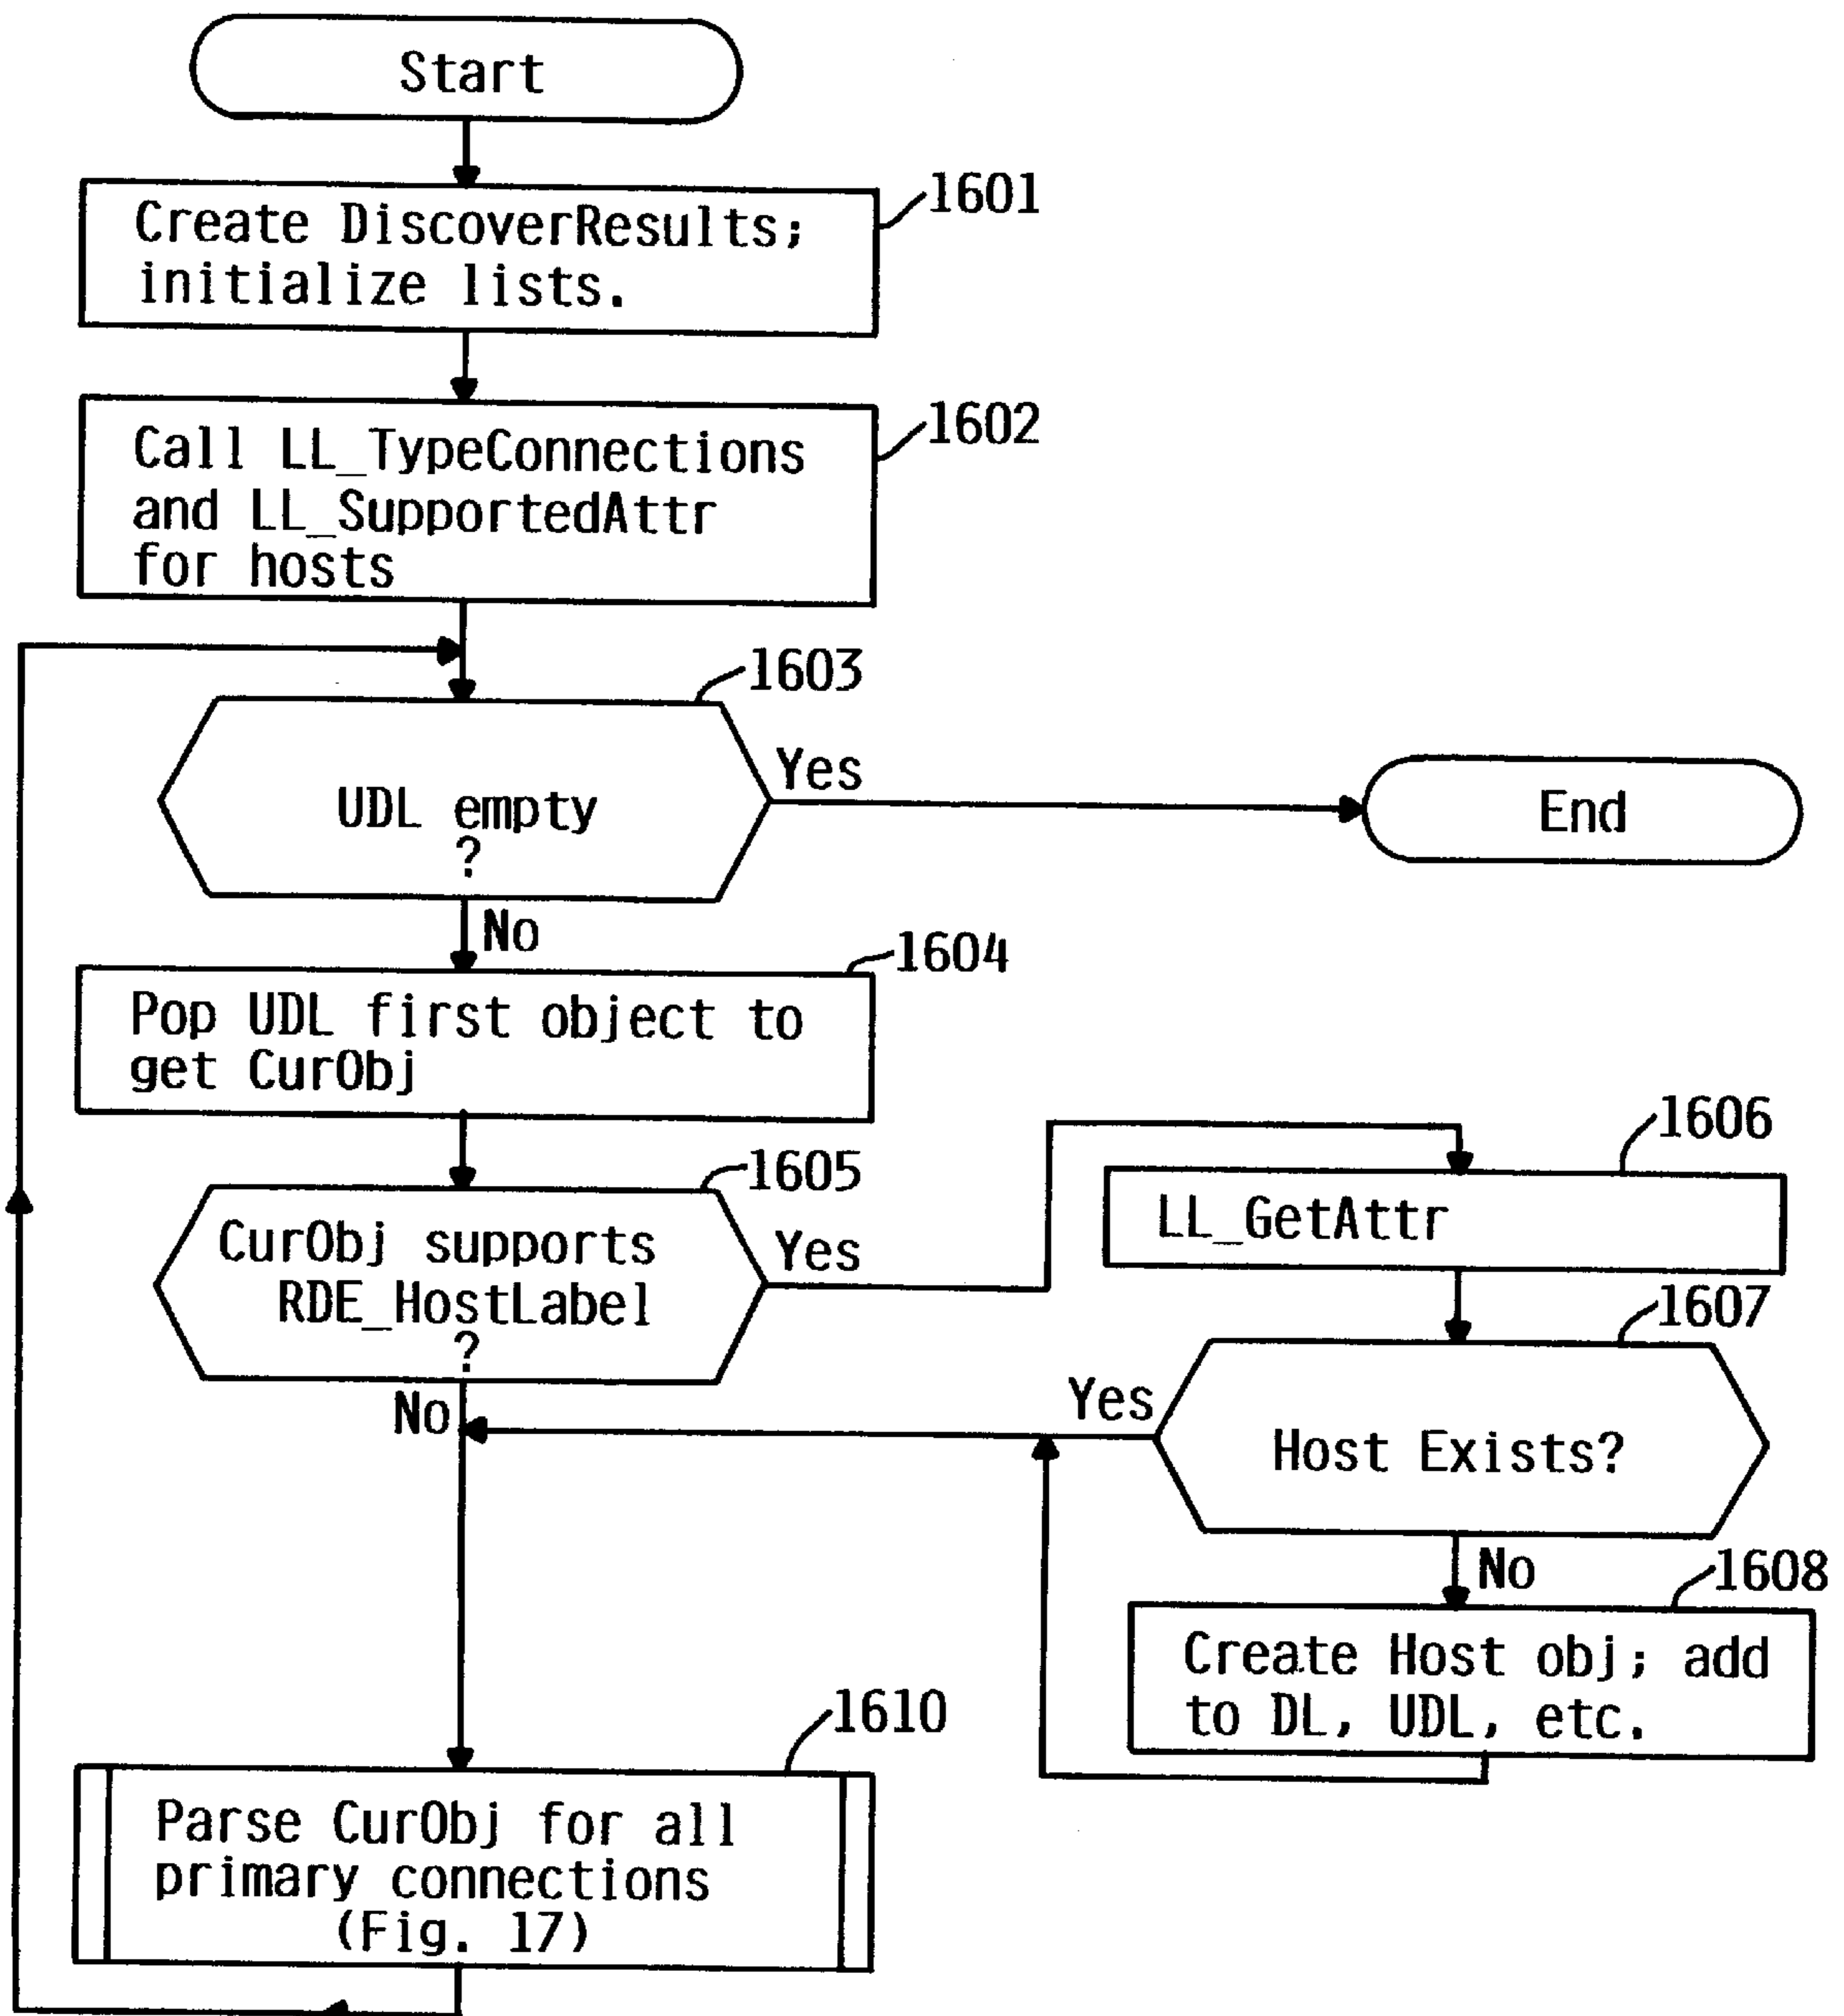 Start
1601
Create DiscoverResults;
initialize lists.
1602
Call LL_TypeConnections
and LL_SupportedAttr
for hosts
1603
UDL empty
?
Yes
End
No
1604
Pop UDL first object to
get CurObj
1605
CurObj supports
RDE_HostLabel
?
Yes
No
1606
LL_GetAttr
1607
Host Exists?
Yes
No
1608
Create Host obj; add
to DL, UDL, etc.
1610
Parse CurObj for all
primary connections
(Fig. 17)